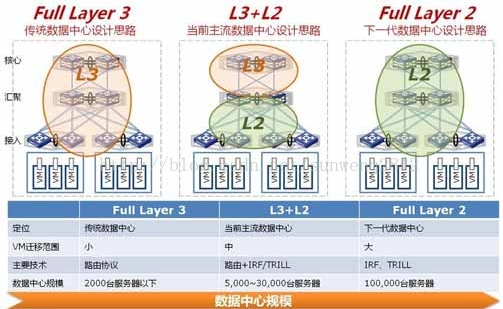 Full Layer 3
传统数据中心设计思路
L3+L2
当前主流数据中心设计思路
Full Layer 2
下一代数据中心设计思路
核心
汇聚
接入
L3
L3
L2
L2
VM VM VM VM VM VM
VM VM VM VM VM VM
VM VM VM VM VM VM
Full Layer 3 L3+L2 Full Layer 2
定位 传统数据中心 当前主流数据中心 下一代数据中心
VM迁移范围 小 中 大
主要技术 路由协议 路由+IRF/TRILL IRF、TRILL
数据中心规模 2000台服务器以下 5,000~30,000台服务器 100,000台服务器
数据中心规模